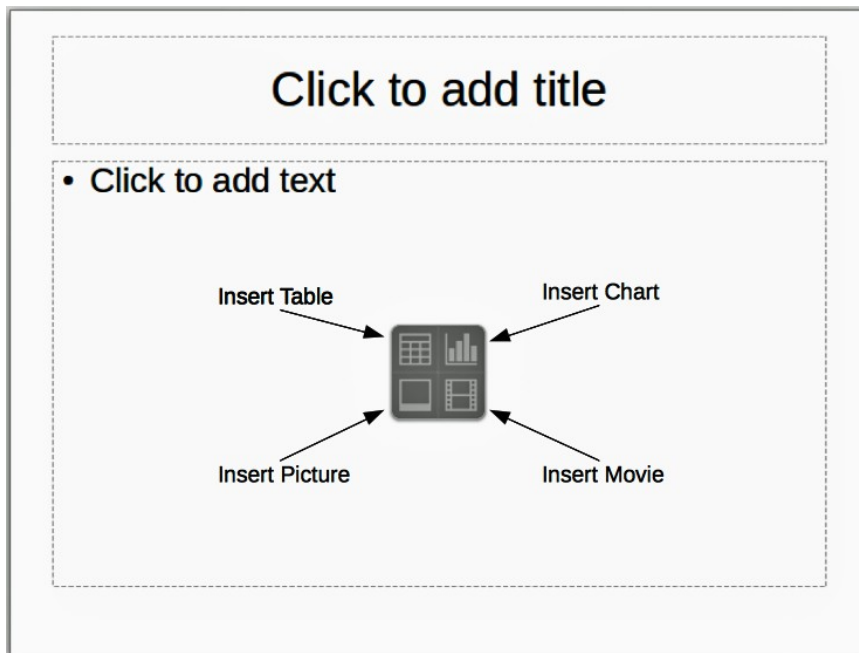 Click to add title
• Click to add text
Insert Table
Insert Chart
Insert Picture
Insert Movie